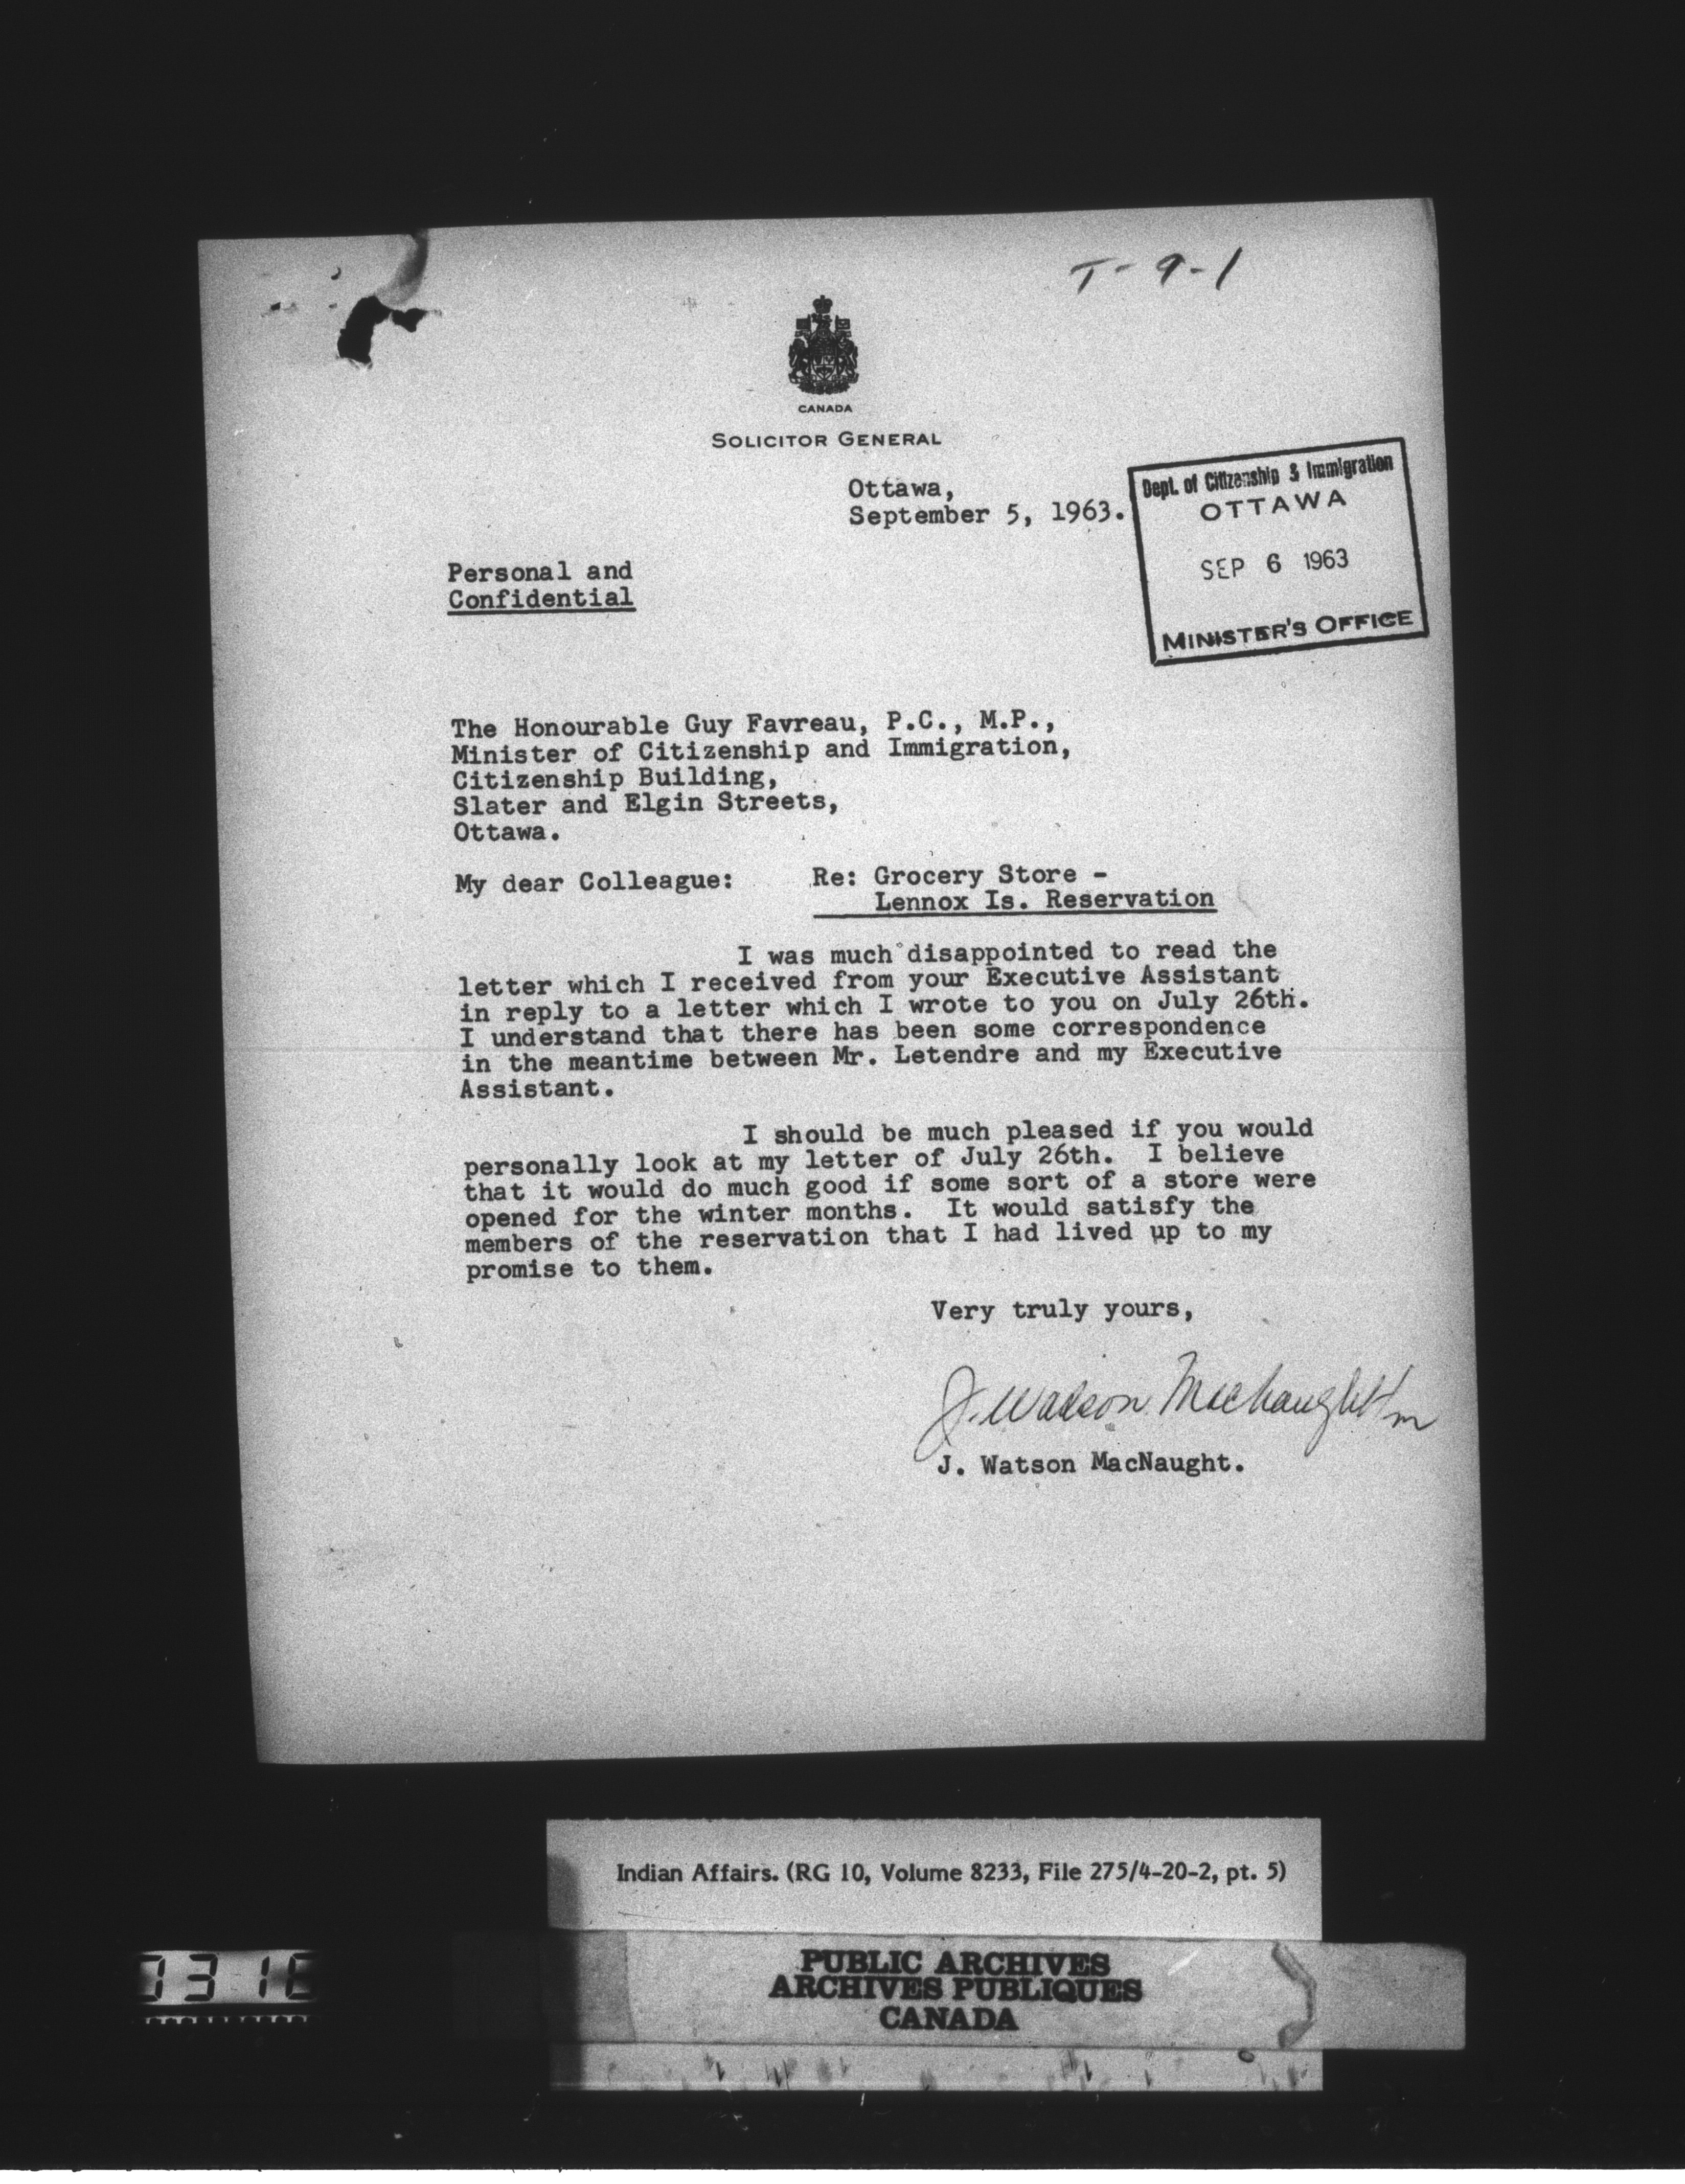 T-9-1
CANADA
SOLICITOR GENERAL
Ottawa,
September 5, 1963.
Dept. of Citizenship & Immigration
OTTAWA
SEP 6 1963
MINISTER'S OFFICE
Personal and
Confidential
The Honourable Guy Favreau, P.C., M.P.,
Minister of Citizenship and Immigration,
Citizenship Building,
Slater and Elgin Streets,
Ottawa.
My dear Colleague: Re: Grocery Store -
Lennox Is. Reservation
I was much disappointed to read the
letter which I received from your Executive Assistant
in reply to a letter which I wrote to you on July 26th.
I understand that there has been some correspondence
in the meantime between Mr. Letendre and my Executive
Assistant.
I should be much pleased if you would
personally look at my letter of July 26th. I believe
that it would do much good if some sort of a store were
opened for the winter months. It would satisfy the
members of the reservation that I had lived up to my
promise to them.
Very truly yours,
J. Watson MacNaught
J. Watson MacNaught.
Indian Affairs. (RG 10, Volume 8233, File 275/4-20-2, pt. 5)
PUBLIC ARCHIVES
ARCHIVES PUBLIQUES
CANADA